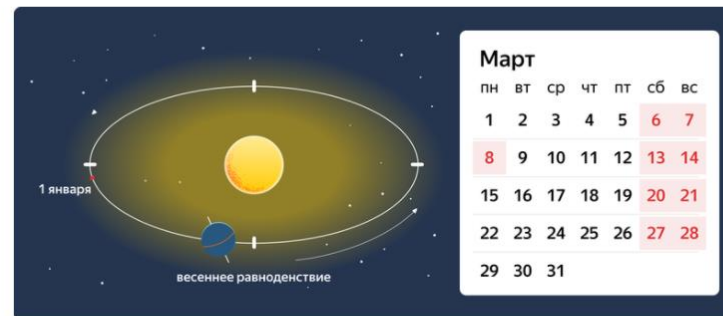 1 января
весеннее равноденствие
Март
пн вт ср чт пт сб вс
1 2 3 4 5 6 7
8 9 10 11 12 13 14
15 16 17 18 19 20 21
22 23 24 25 26 27 28
29 30 31